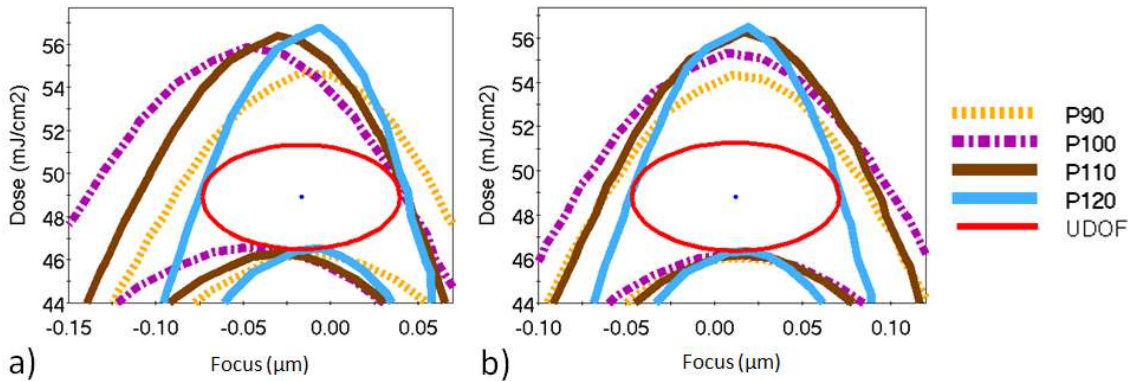 56
54
52
50
48
46
44
Dose (mJ/cm2)
-0.15
-0.10
-0.05
0.00
0.05
a)
Focus (µm)
56
54
52
50
48
46
44
Dose (mJ/cm2)
-0.10
-0.05
0.00
0.05
0.10
b)
Focus (µm)
P90
P100
P110
P120
UDOF